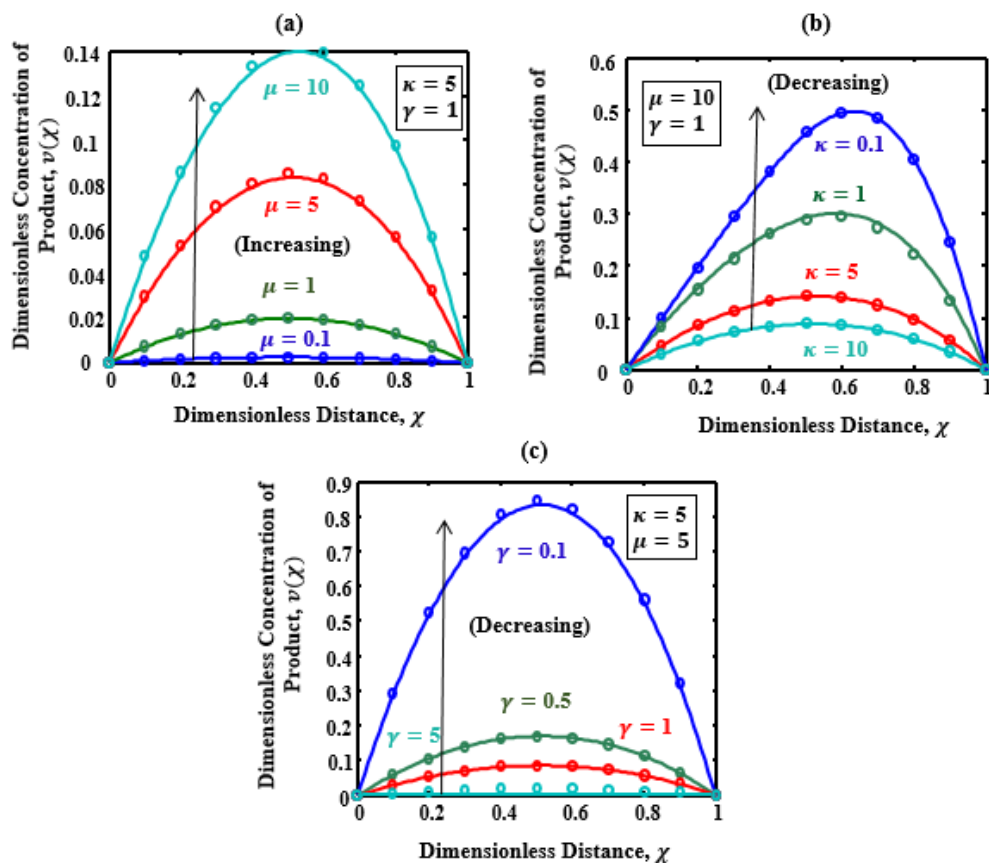 (a)
Dimensionless Concentration of
Product, v(χ)
0.14
0.12
0.1
0.08
0.06
0.04
0.02
0
μ = 10
κ = 5
γ = 1
μ = 5
(Increasing)
μ = 1
μ = 0.1
0 0.2 0.4 0.6 0.8 1
Dimensionless Distance, χ
(b)
Dimensionless Concentration of
Product, v(χ)
0.6
0.5
0.4
0.3
0.2
0.1
0
μ = 10
γ = 1
(Decreasing)
κ = 0.1
κ = 1
κ = 5
κ = 10
0 0.2 0.4 0.6 0.8 1
Dimensionless Distance, χ
(c)
Dimensionless Concentration of
Product, v(χ)
0.9
0.8
0.7
0.6
0.5
0.4
0.3
0.2
0.1
0
κ = 5
μ = 5
γ = 0.1
(Decreasing)
γ = 0.5
γ = 5
γ = 1
0 0.2 0.4 0.6 0.8 1
Dimensionless Distance, χ